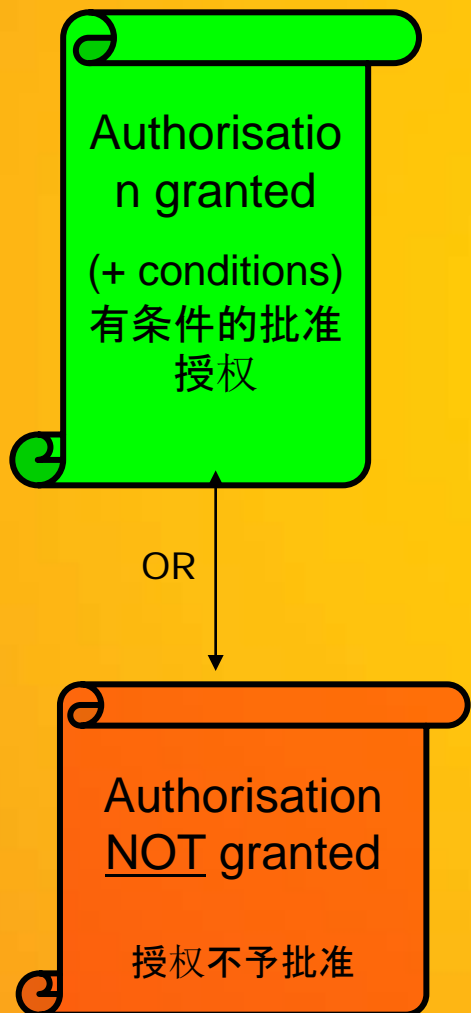 Authorisatio
n granted
(+ conditions)
有条件的批准
授权
OR
Authorisation
NOT granted
授权不予批准